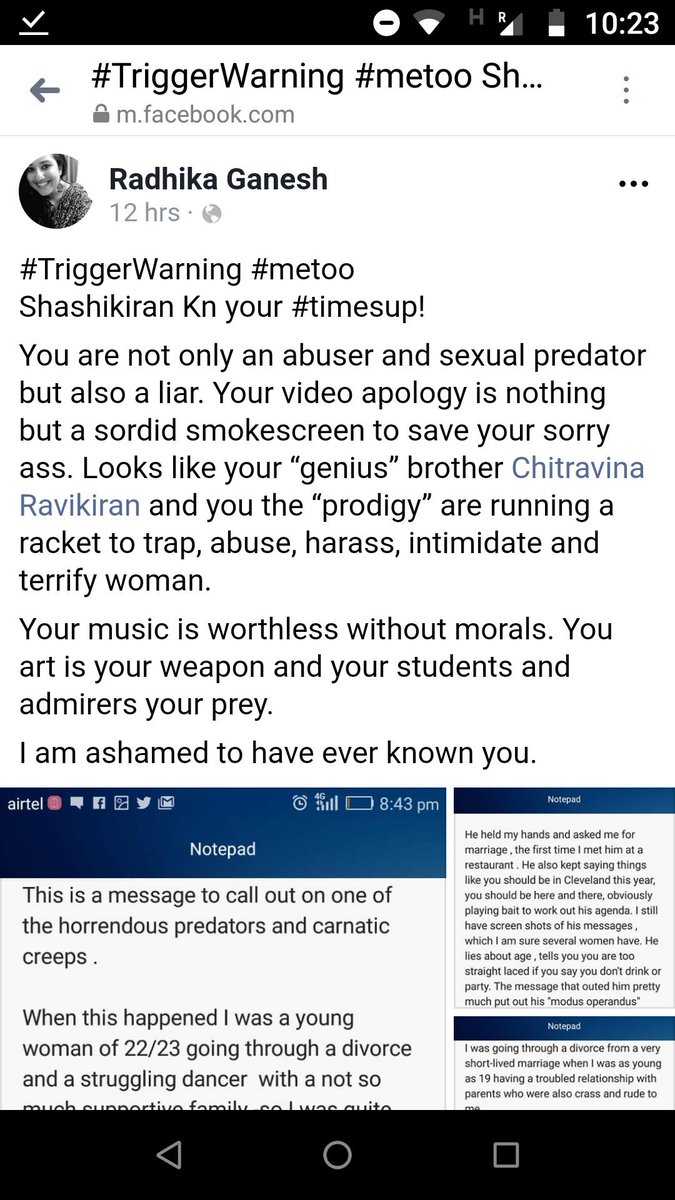 H R 10:23
#TriggerWarning #metoo Sh...
m.facebook.com
Radhika Ganesh
12 hrs ·
#TriggerWarning #metoo
Shashikiran Kn your #timesup!
You are not only an abuser and sexual predator
but also a liar. Your video apology is nothing
but a sordid smokescreen to save your sorry
ass. Looks like your “genius” brother Chitravina
Ravikiran and you the “prodigy” are running a
racket to trap, abuse, harass, intimidate and
terrify woman.
Your music is worthless without morals. You
art is your weapon and your students and
admirers your prey.
I am ashamed to have ever known you.
airtel 4G 8:43 pm
Notepad
This is a message to call out on one of
the horrendous predators and carnatic
creeps .
When this happened I was a young
woman of 22/23 going through a divorce
and a struggling dancer with a not so
much supportive family -so I was quite
Notepad
He held my hands and asked me for
marriage , the first time I met him at a
restaurant . He also kept saying things
like you should be in Cleveland this year,
you should be here and there, obviously
playing bait to work out his agenda. I still
have screen shots of his messages ,
which I am sure several women have. He
lies about age , tells you you are too
straight laced if you say you don't drink or
party. The message that outed him pretty
much put out his "modus operandus"
Notepad
I was going through a divorce from a very
short-lived marriage when I was as young
as 19 having a troubled relationship with
parents who were also crass and rude to
me